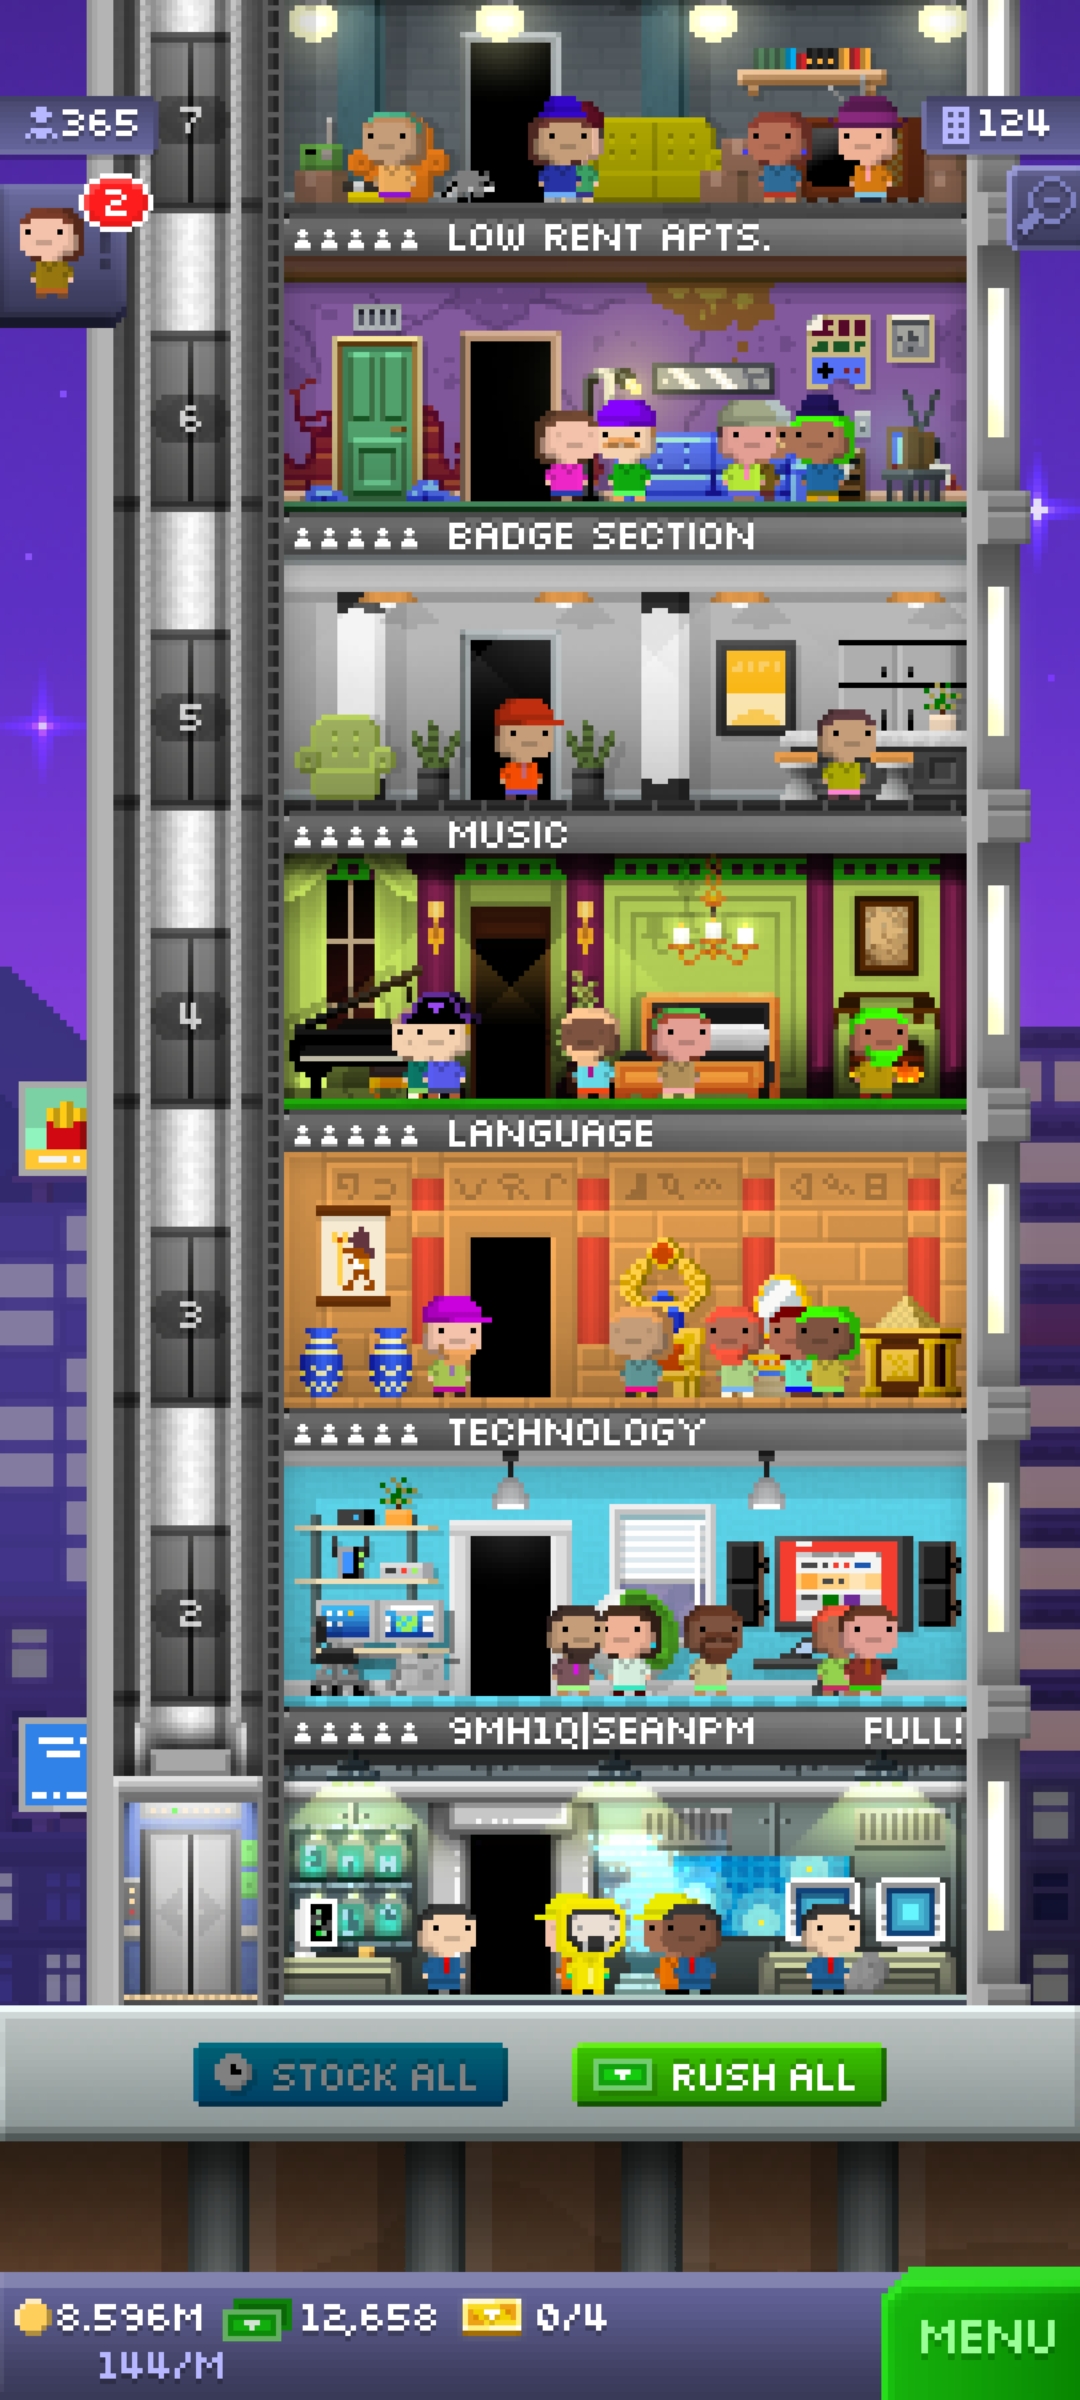 7
365
124
2
LOW RENT APTS.
6
BADGE SECTION
5
MUSIC
4
LANGUAGE
3
TECHNOLOGY
2
9MH1Q|SEANPM FULL!
STOCK ALL
RUSH ALL
8.596M 12,658 0/4
144/M
MENU